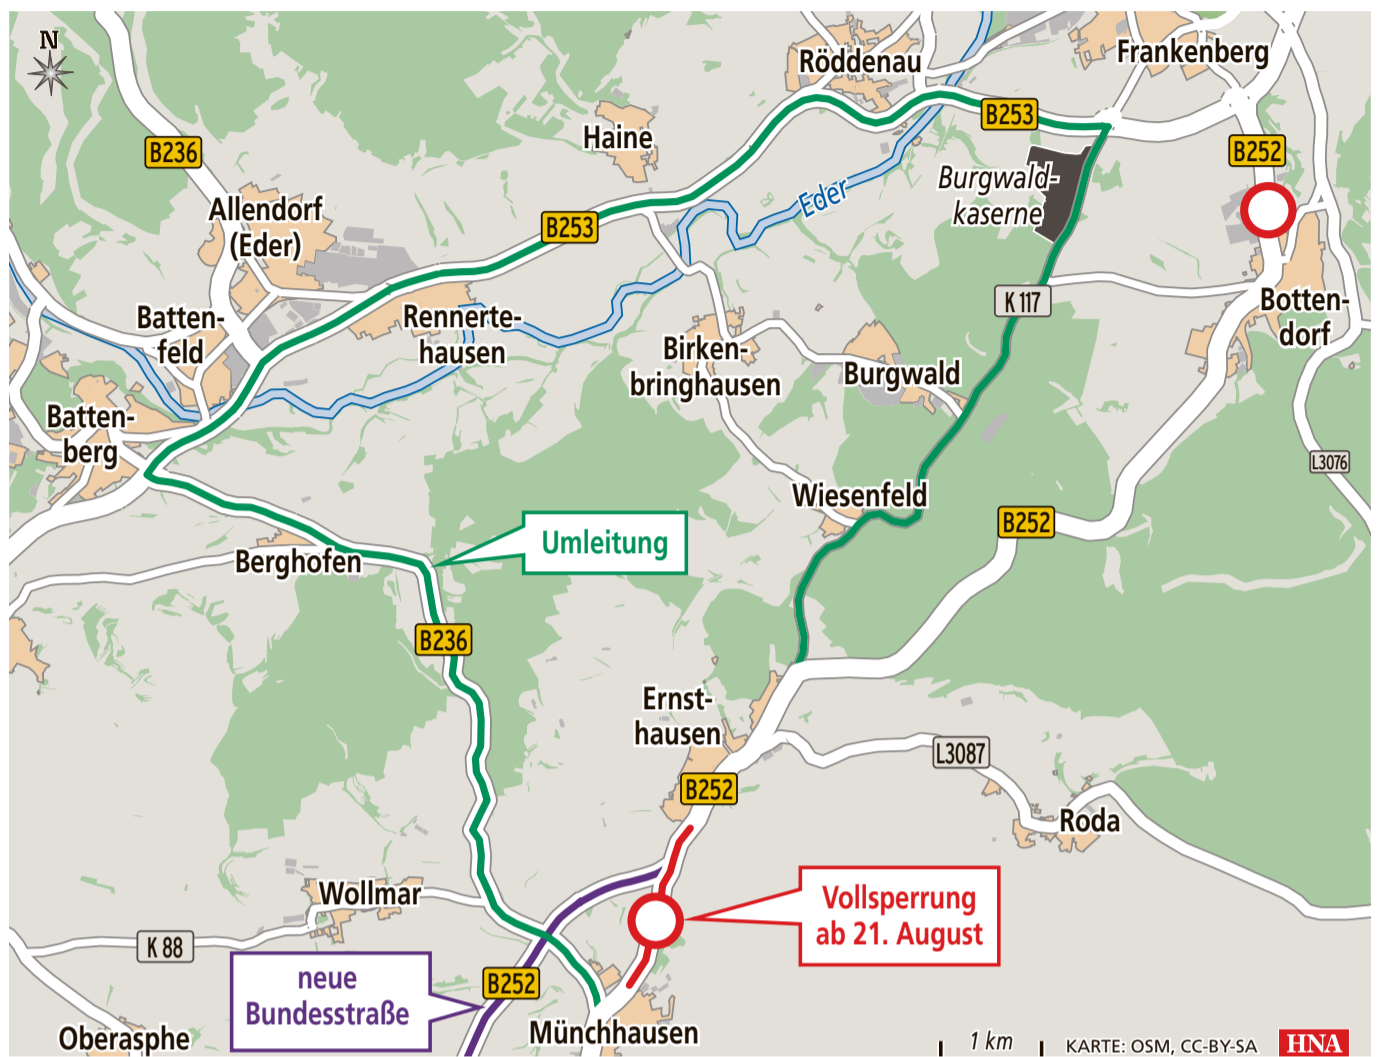 N
Röddenau
Frankenberg
B253
B236
Haine
B252
Burgwald-
kaserne
Eder
Allendorf
(Eder)
B253
K 117
Botten-
dorf
Batten-
feld
Rennerte-
hausen
Birken-
bringhausen
Burgwald
Batten-
berg
L3076
Wiesenfeld
B252
Umleitung
Berghofen
B236
Ernst-
hausen
L3087
B252
Roda
Wollmar
Vollsperrung
ab 21. August
K 88
neue
Bundesstraße
B252
Oberasphe
Münchhausen
1 km
KARTE: OSM, CC-BY-SA
HNA